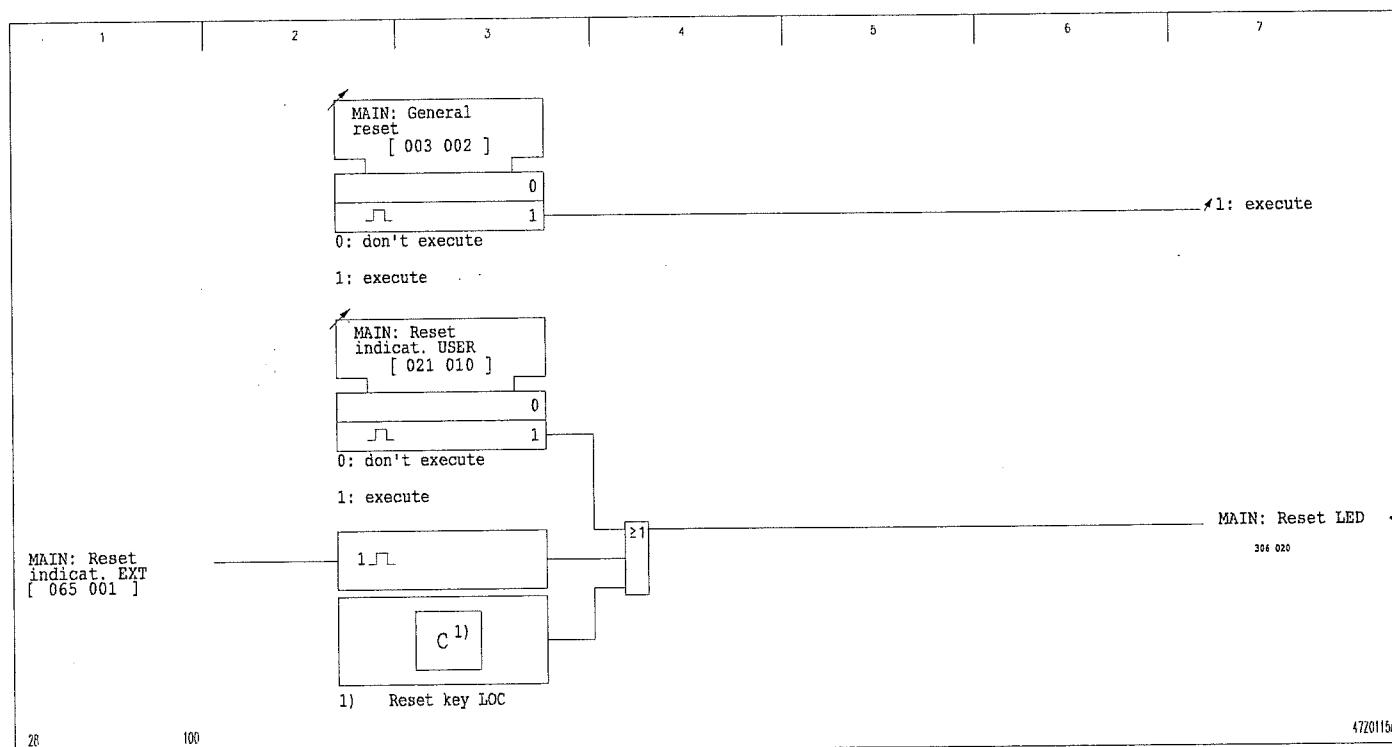 1 2 3 4 5 6 7
MAIN: General
reset
[ 003 002 ]
0
1
1: execute
0: don't execute
1: execute
MAIN: Reset
indicat. USER
[ 021 010 ]
0
1
0: don't execute
1: execute
≥1
MAIN: Reset LED
306 020
MAIN: Reset
indicat. EXT
[ 065 001 ]
1
C 1)
1) Reset key LOC
28 100